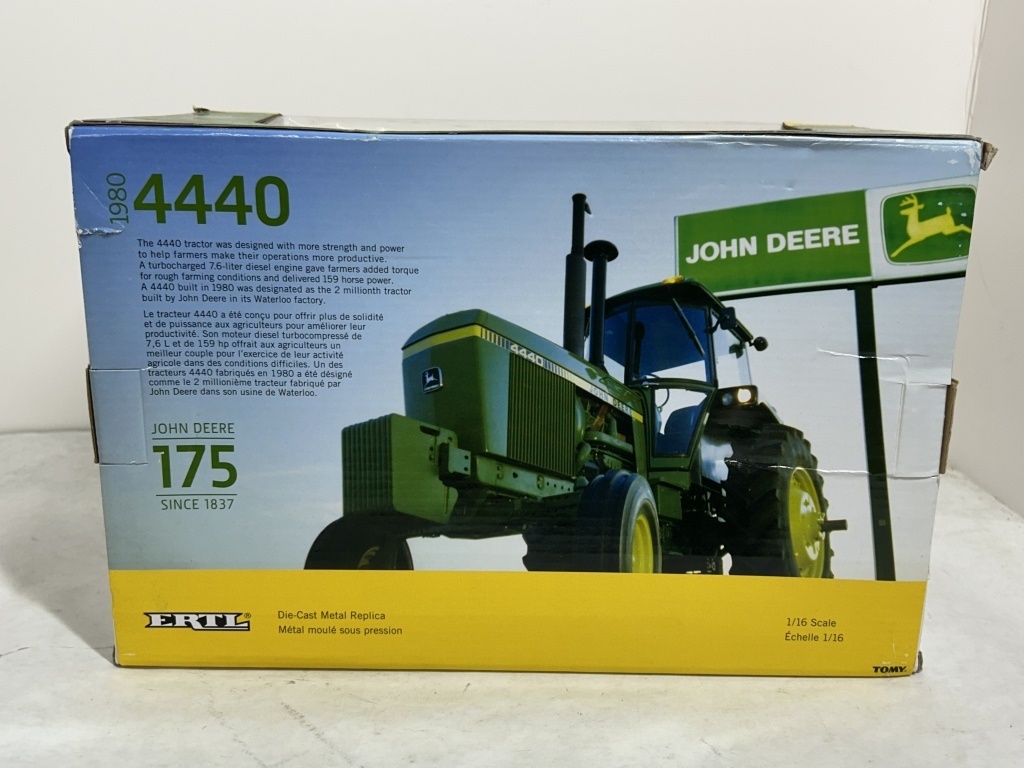 1980
4440
The 4440 tractor was designed with more strength and power
to help farmers make their operations more productive.
A turbocharged 7.6-liter diesel engine gave farmers added torque
for rough farming conditions and delivered 159 horse power.
A 4440 built in 1980 was designated as the 2 millionth tractor
built by John Deere in its Waterloo factory.
Le tracteur 4440 a été conçu pour offrir plus de solidité
et de puissance aux agriculteurs pour améliorer leur
productivité. Son moteur diesel turbocompressé de
7,6 L et de 159 hp offrait aux agriculteurs un
meilleur couple pour l'exercice de leur activité
agricole dans des conditions difficiles. Un des
tracteurs 4440 fabriqués en 1980 a été désigné
comme le 2 millionième tracteur fabriqué par
John Deere dans son usine de Waterloo.
JOHN DEERE
175
SINCE 1837
JOHN DEERE
4440
JOHN DEERE
ERTL®
Die-Cast Metal Replica
Métal moulé sous pression
1/16 Scale
Échelle 1/16
TOMY